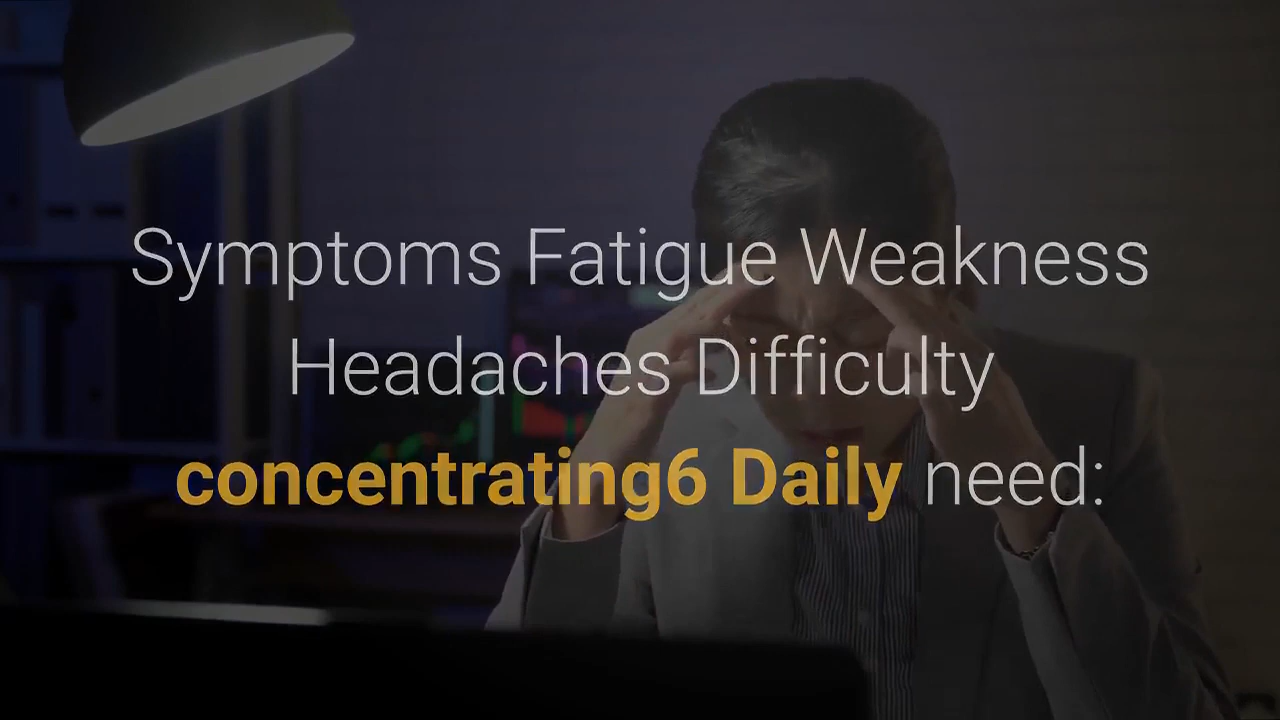 Symptoms Fatigue Weakness
Headaches Difficulty
concentrating6 Daily need: